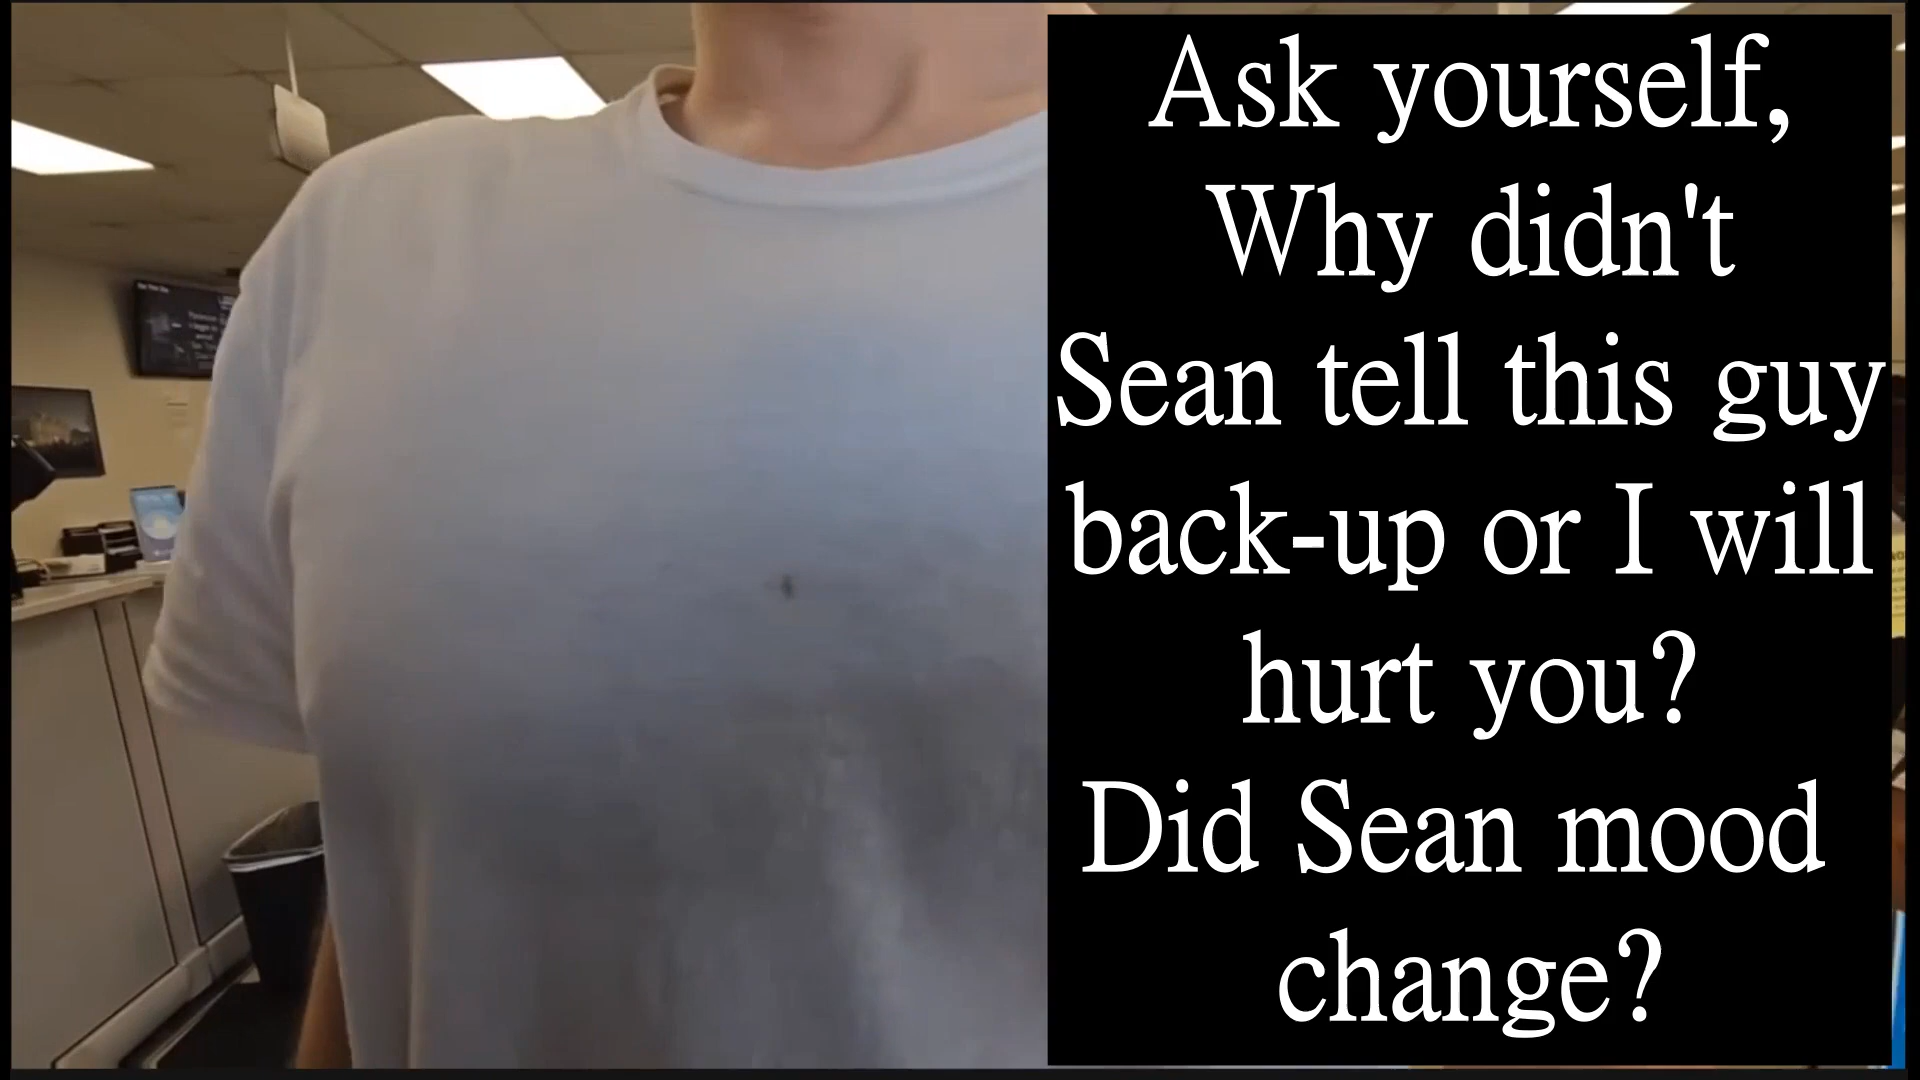 Ask yourself,
Why didn't
Sean tell this guy
back-up or I will
hurt you?
Did Sean mood
change?